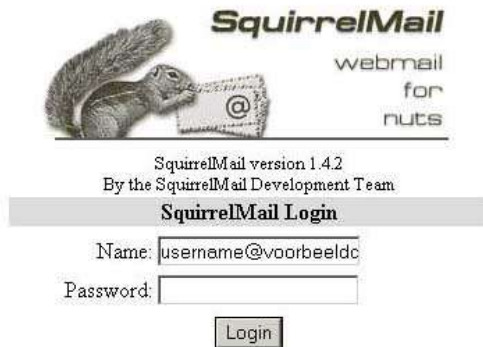 SquirrelMail
webmail
for
nuts
@
SquirrelMail version 1.4.2
By the SquirrelMail Development Team
SquirrelMail Login
Name: username@voorbeeldc
Password:
Login